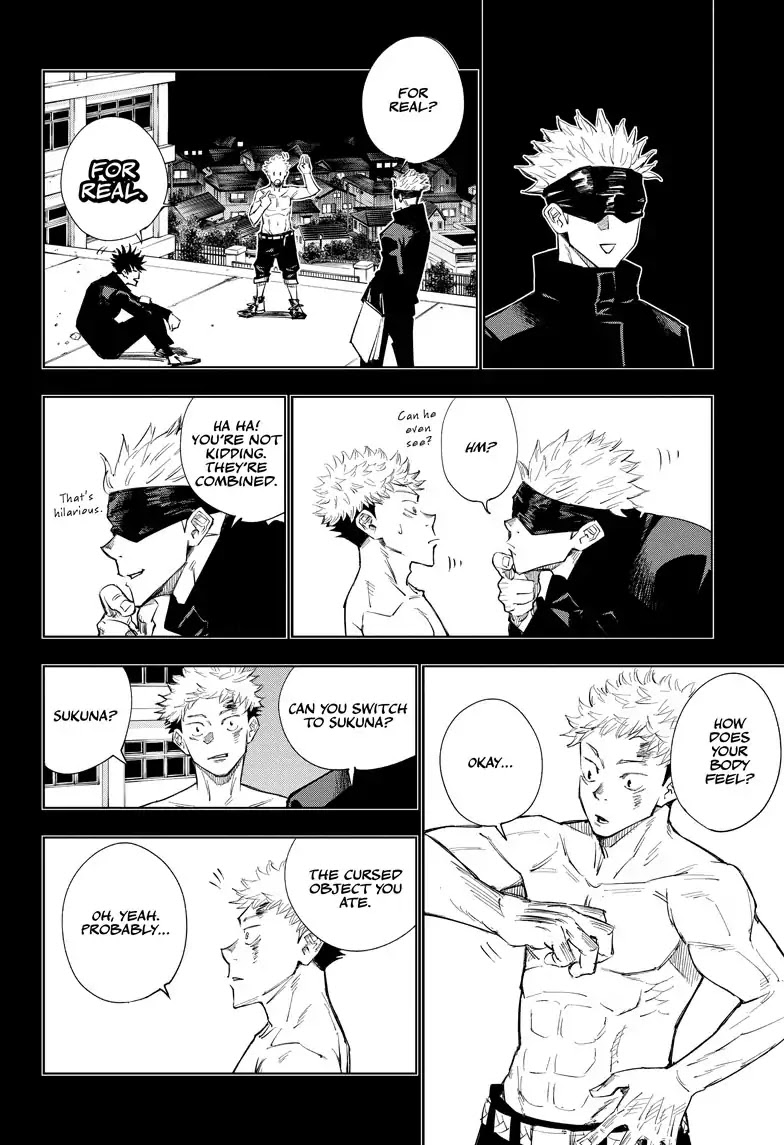 FOR
REAL?
FOR
REAL.
Can he
even
see?
HM?
HA HA!
YOU'RE NOT
KIDDING.
THEY'RE
COMBINED.
That's
hilarious.
HOW
DOES
YOUR
BODY
FEEL?
OKAY...
CAN YOU SWITCH
TO SUKUNA?
SUKUNA?
THE CURSED
OBJECT YOU
ATE.
OH, YEAH.
PROBABLY...